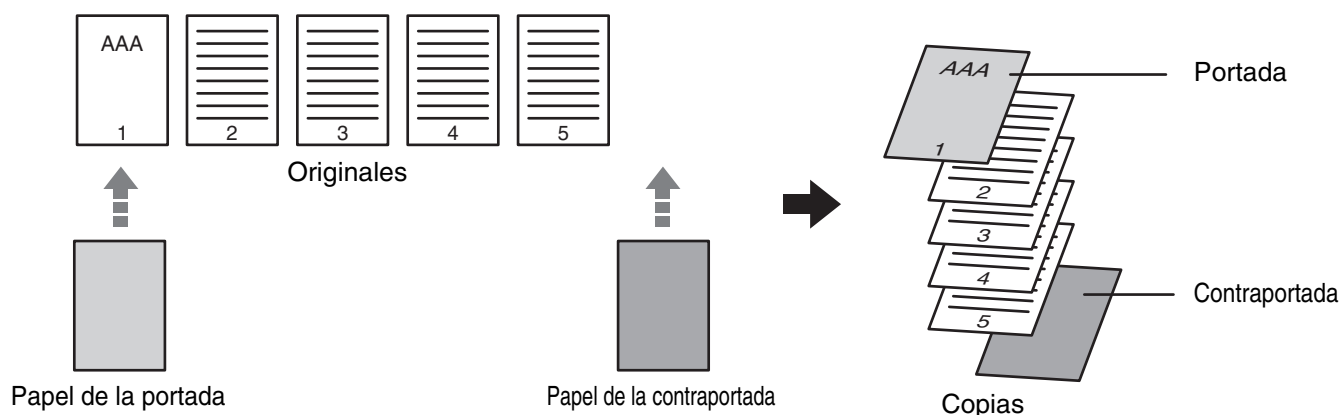 AAA
1
2
3
4
5
Originales
Papel de la portada
Papel de la contraportada
AAA
1
2
3
4
5
Portada
Contraportada
Copias